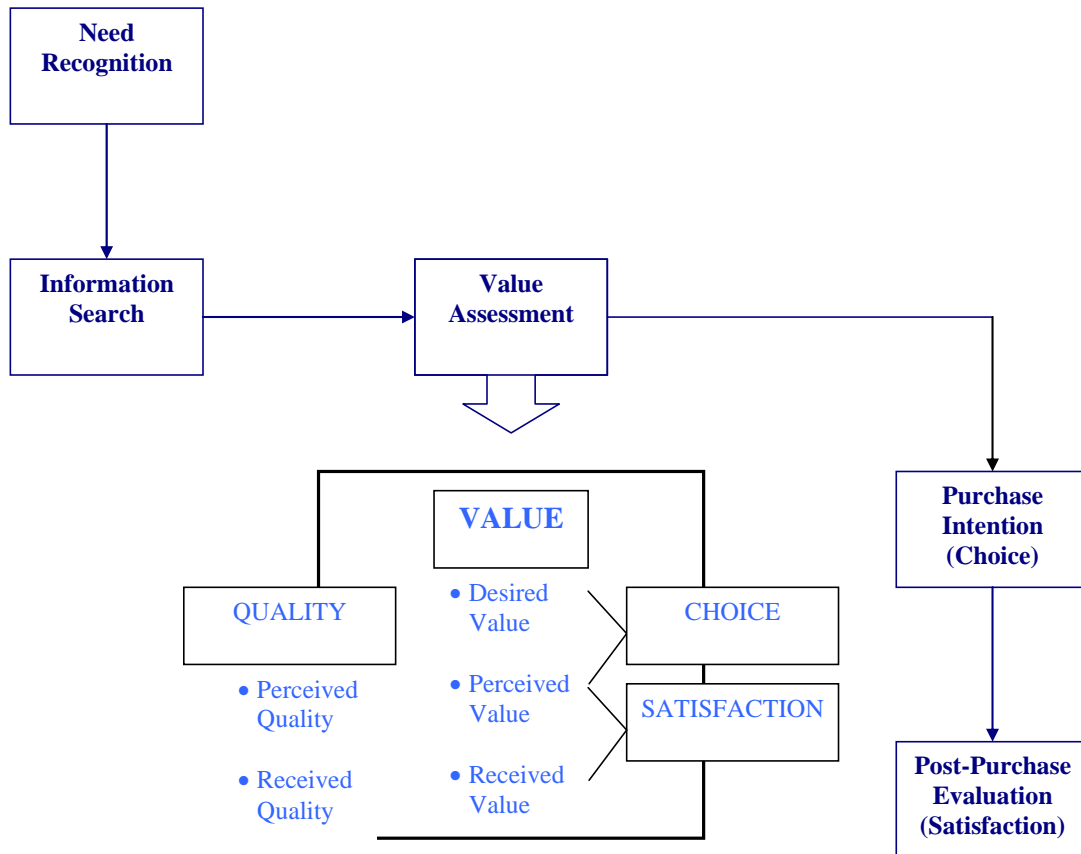 Need
Recognition
Information
Search
Value
Assessment
Purchase
Intention
(Choice)
Post-Purchase
Evaluation
(Satisfaction)
VALUE
• Desired
Value
• Perceived
Value
• Received
Value
QUALITY
• Perceived
Quality
• Received
Quality
CHOICE
SATISFACTION